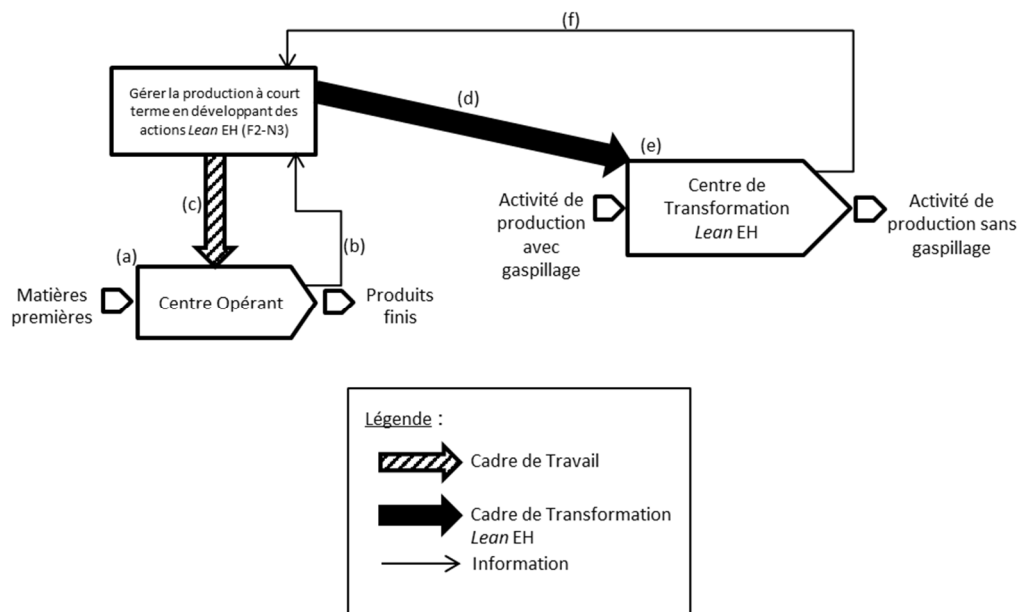 (f)
Gérer la production à court
terme en développant des
actions Lean EH (F2-N3)
(d)
(e)
(c)
(b)
(a)
Activité de
production
avec
gaspillage
Centre de
Transformation
Lean EH
Activité de
production sans
gaspillage
Matières
premières
Centre Opérant
Produits
finis
Légende :
Cadre de Travail
Cadre de Transformation
Lean EH
Information